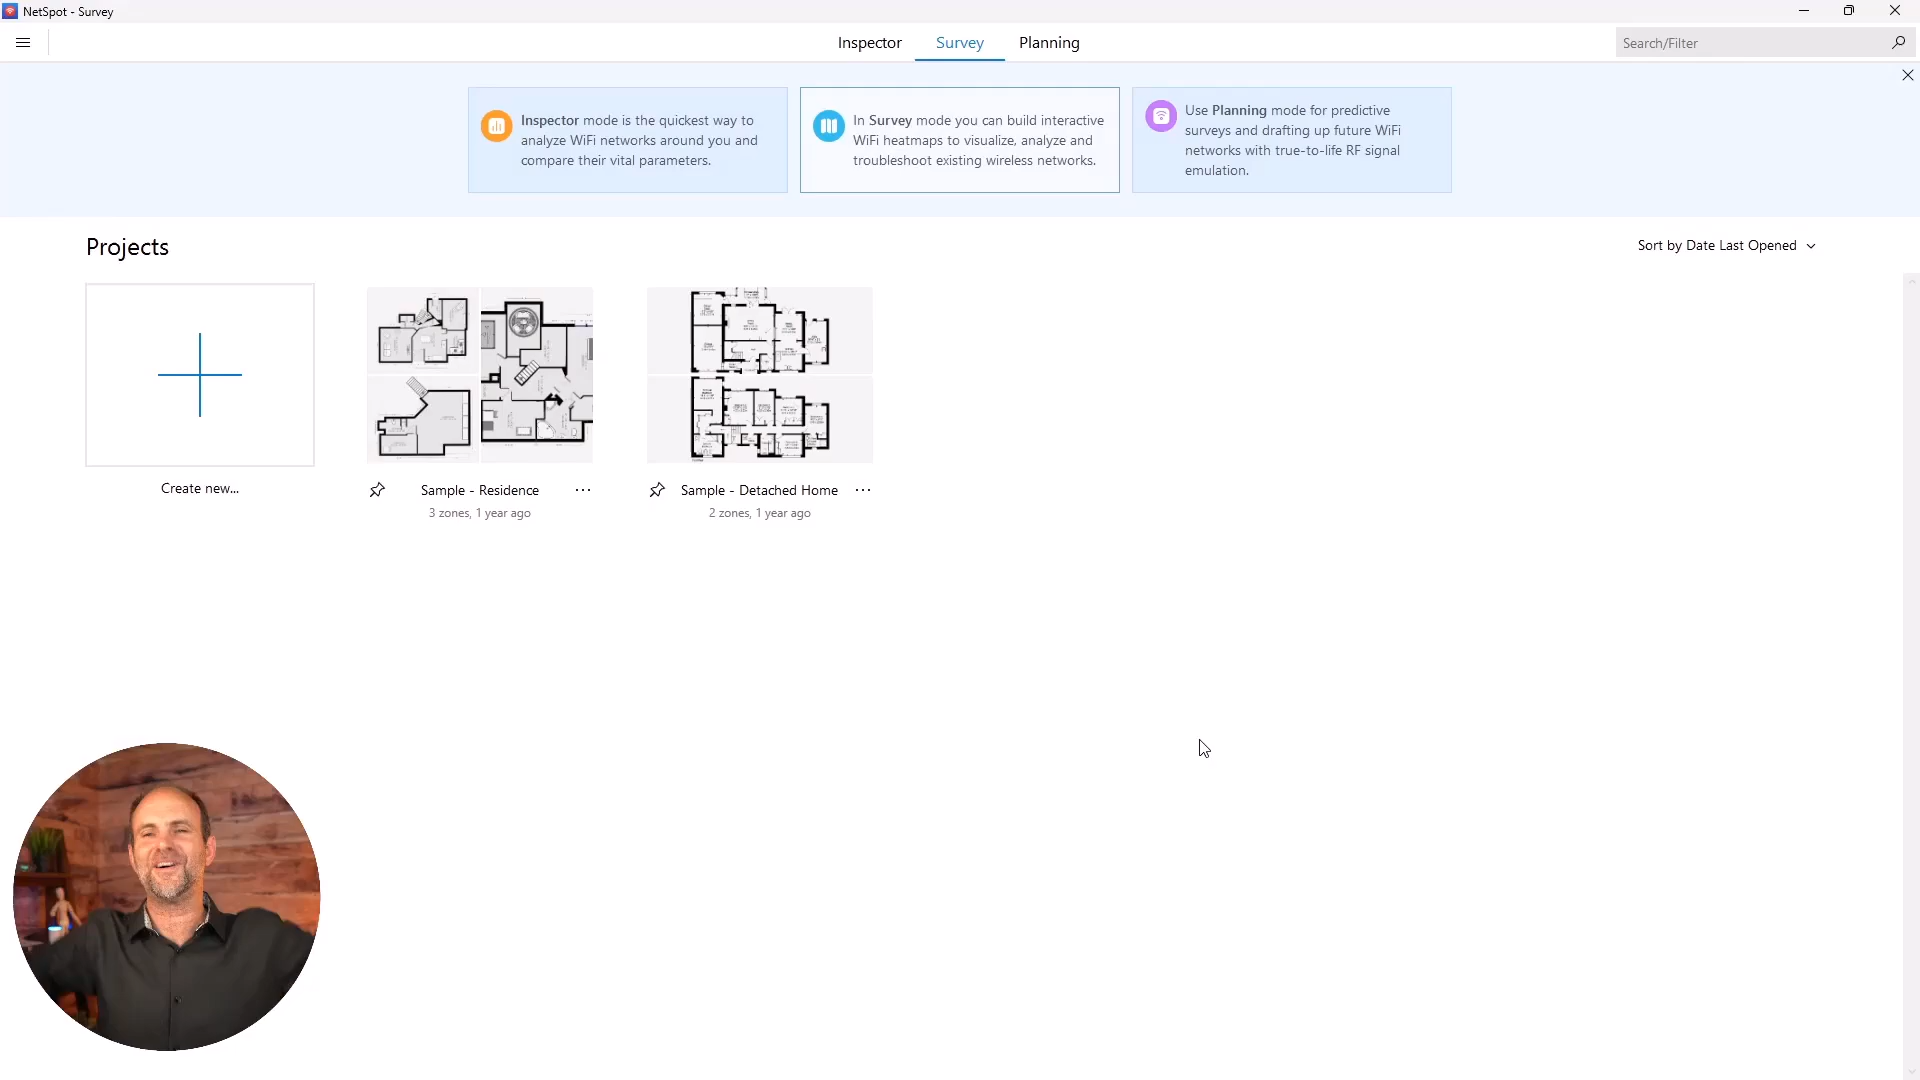 NetSpot - Survey
Inspector
Survey
Planning
Search/Filter
Inspector mode is the quickest way to
analyze WiFi networks around you and
compare their vital parameters.
In Survey mode you can build interactive
WiFi heatmaps to visualize, analyze and
troubleshoot existing wireless networks.
Use Planning mode for predictive
surveys and drafting up future WiFi
networks with true-to-life RF signal
emulation.
Projects
Sort by Date Last Opened
Create new...
Sample - Residence
3 zones, 1 year ago
Sample - Detached Home
2 zones, 1 year ago